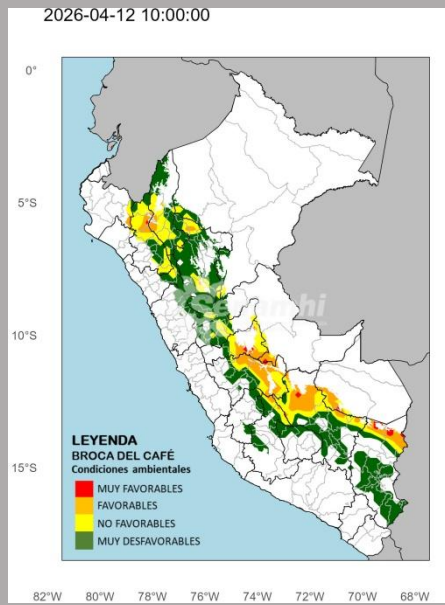 2026-04-12 10:00:00
0°
5°S
10°S
15°S
Senamhi
LEYENDA
BROCA DEL CAFÉ
Condiciones ambientales
MUY FAVORABLES
FAVORABLES
NO FAVORABLES
MUY DESFAVORABLES
82°W 80°W 78°W 76°W 74°W 72°W 70°W 68°W